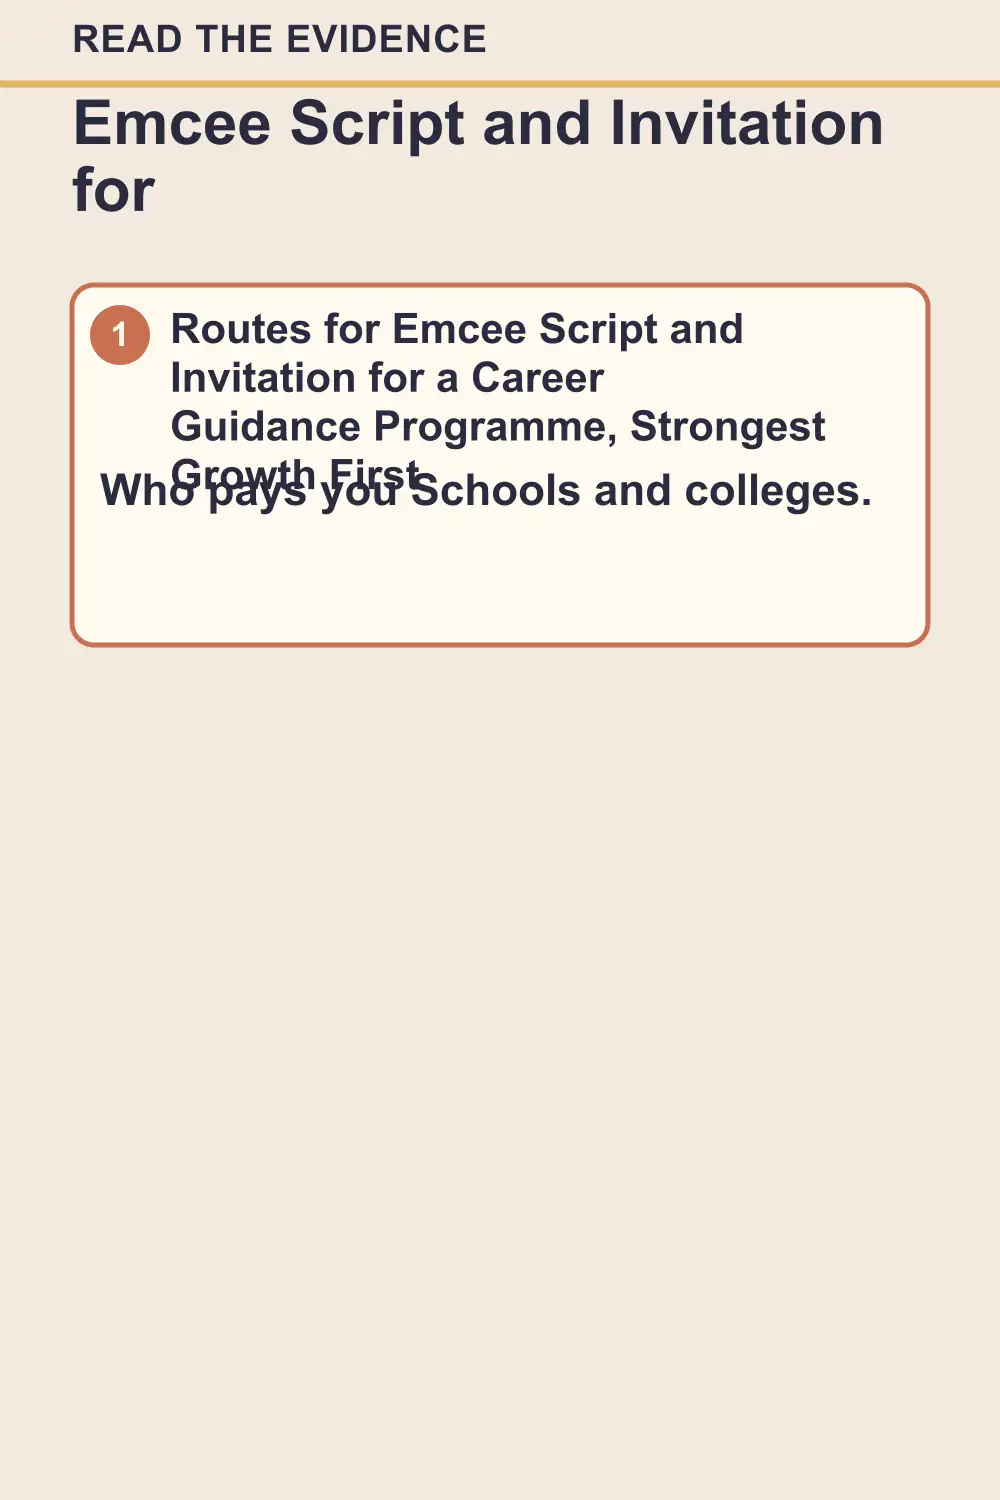 READ THE EVIDENCE
Emcee Script and Invitation
for
1
Routes for Emcee Script and
Invitation for a Career
Guidance Programme, Strongest
Growth First
Who pays you Schools and colleges.